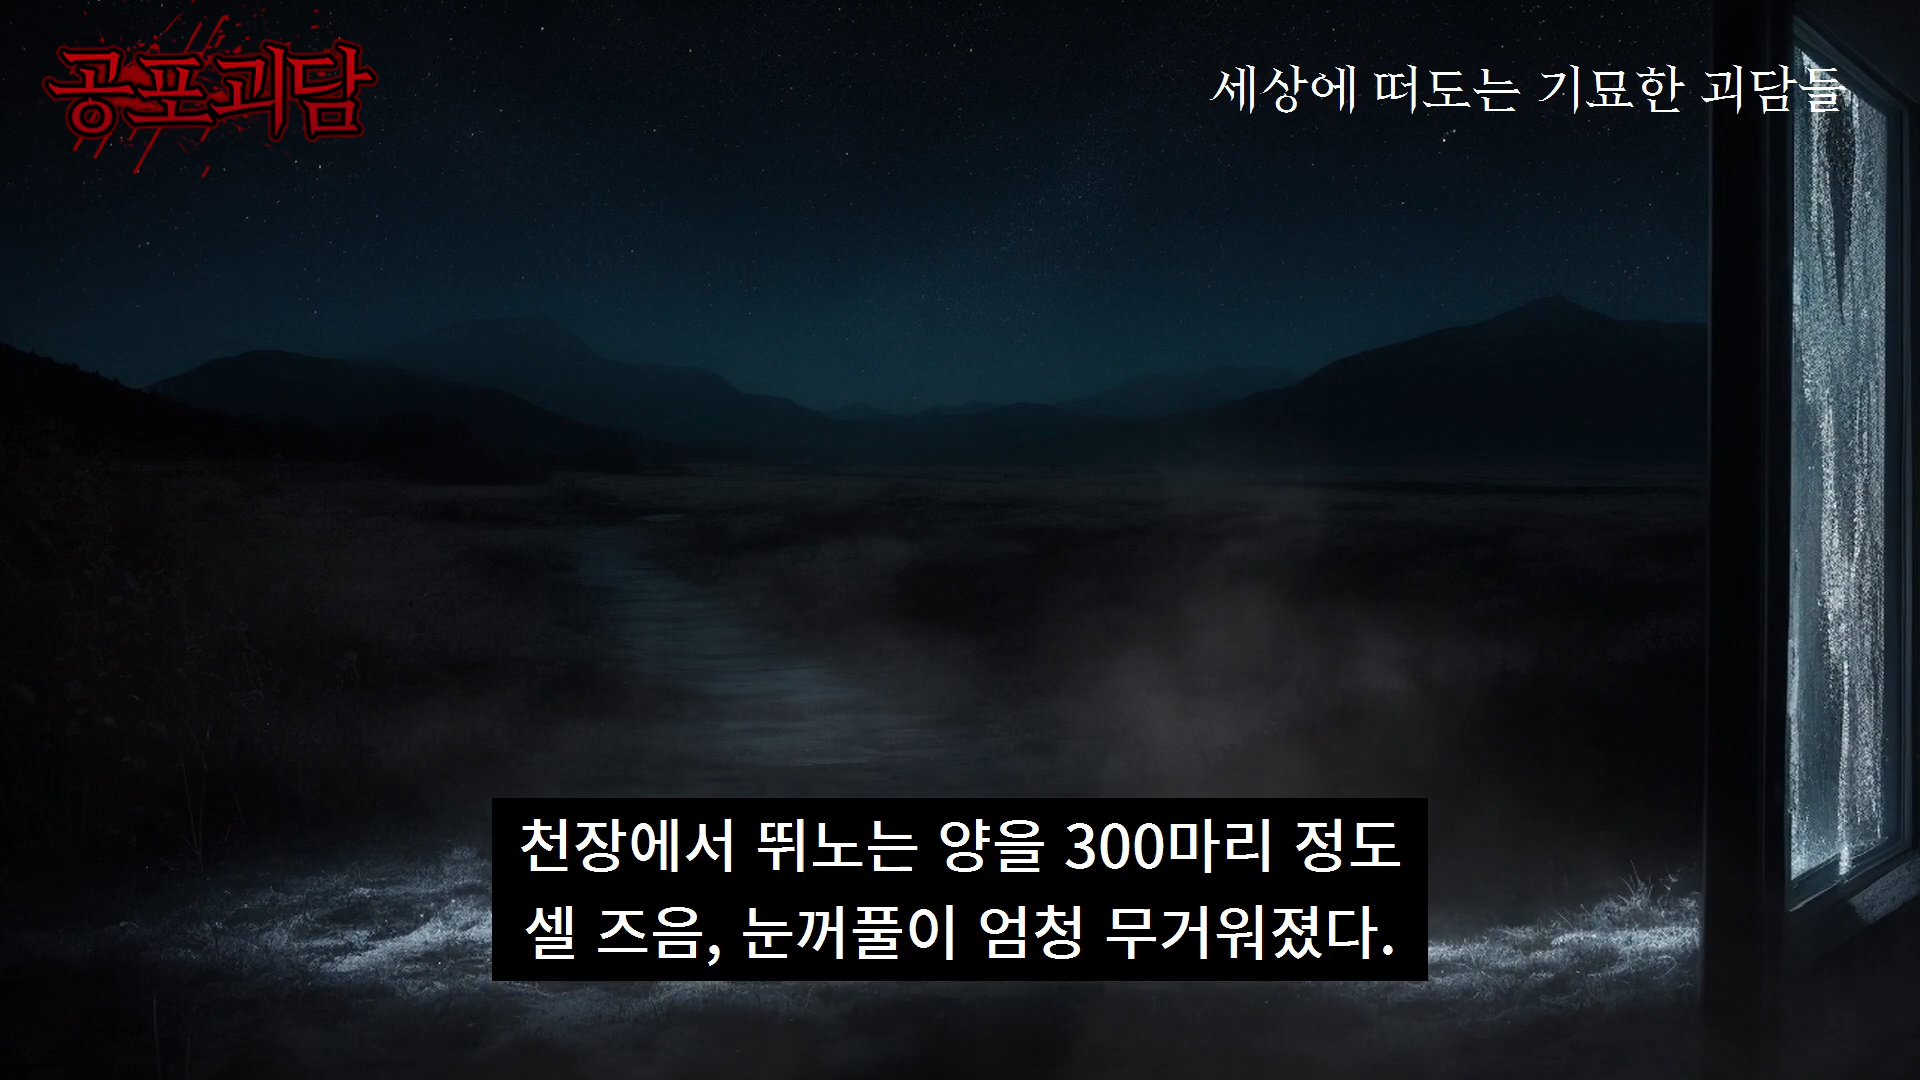 공포괴담
세상에 떠도는 기묘한 괴담들
천장에서 뛰노는 양을 300마리 정도
셀 즈음, 눈꺼풀이 엄청 무거워졌다.